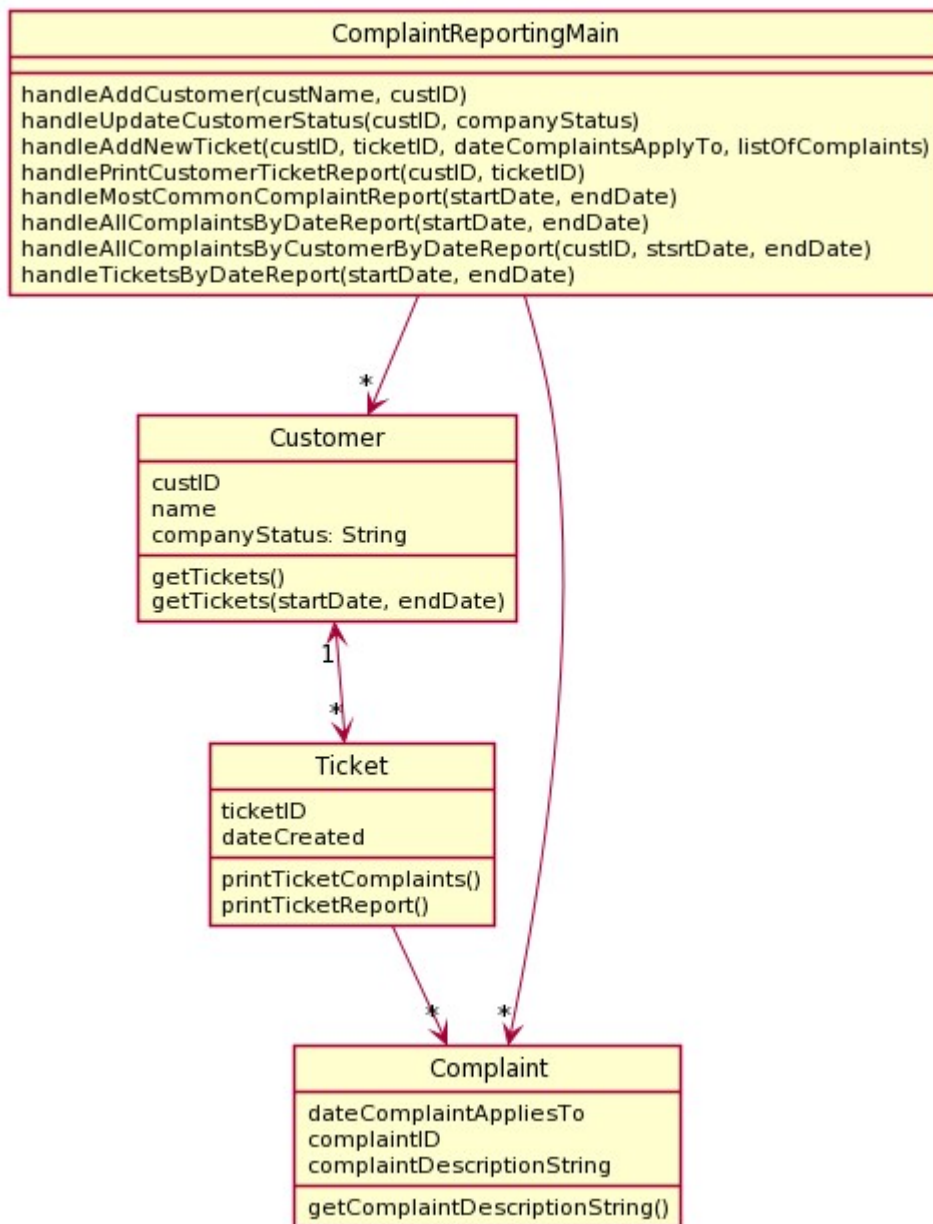 ComplaintReportingMain
handleAddCustomer(custName, custID)
handleUpdateCustomerStatus(custID, companyStatus)
handleAddNewTicket(custID, ticketID, dateComplaintsApplyTo, listOfComplaints)
handlePrintCustomerTicketReport(custID, ticketID)
handleMostCommonComplaintReport(startDate, endDate)
handleAllComplaintsByDateReport(startDate, endDate)
handleAllComplaintsByCustomerByDateReport(custID, stsrtDate, endDate)
handleTicketsByDateReport(startDate, endDate)
*
Customer
custID
name
companyStatus: String
getTickets()
getTickets(startDate, endDate)
1
*
Ticket
ticketID
dateCreated
printTicketComplaints()
printTicketReport()
* *
Complaint
dateComplaintAppliesTo
complaintID
complaintDescriptionString
getComplaintDescriptionString()